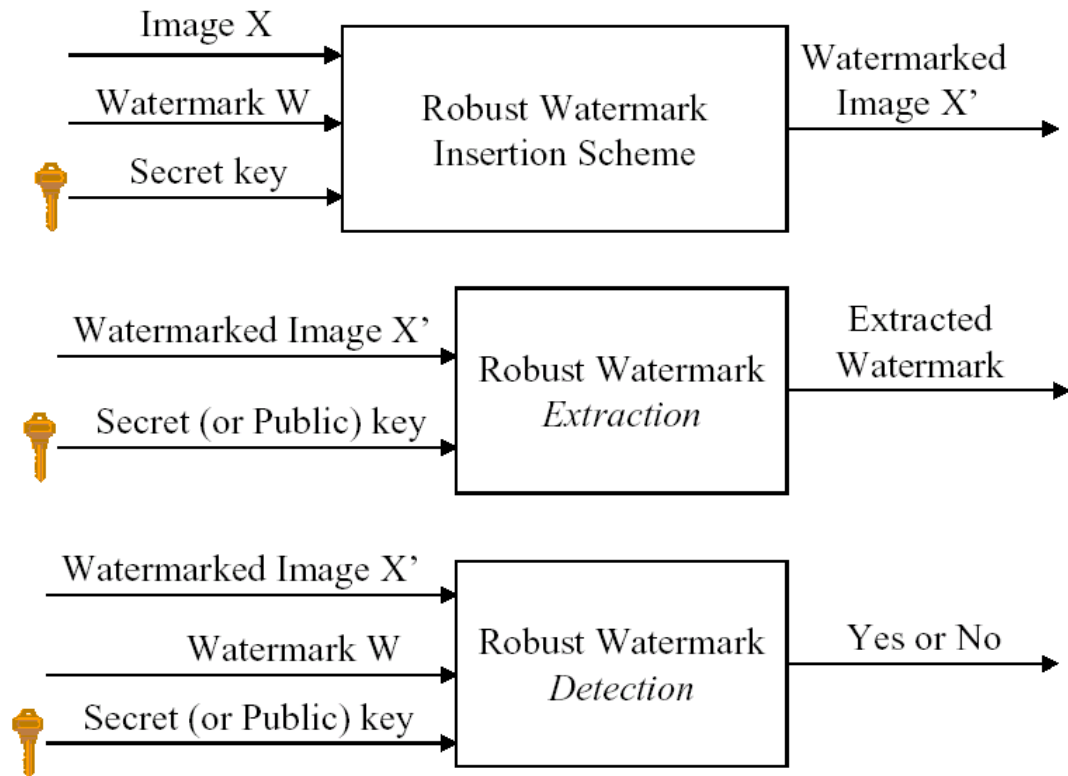 Image X
Watermark W
Secret key
Robust Watermark
Insertion Scheme
Watermarked
Image X’
Watermarked Image X’
Secret (or Public) key
Robust Watermark
Extraction
Extracted
Watermark
Watermarked Image X’
Watermark W
Secret (or Public) key
Robust Watermark
Detection
Yes or No